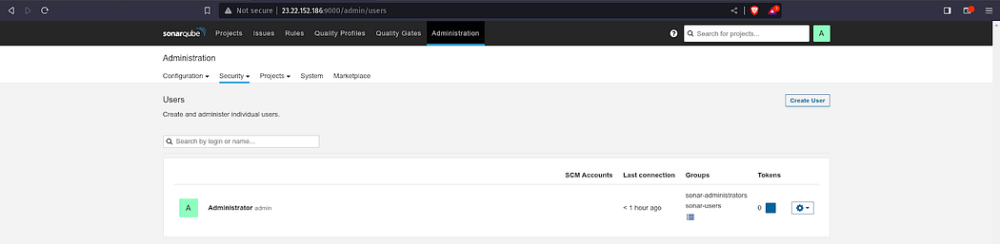 Not secure | 23.22.152.186:9000/admin/users
sonarqube Projects Issues Rules Quality Profiles Quality Gates Administration ? Search for projects... A
Administration
Configuration Security Projects System Marketplace
Users
Create User
Create and administer individual users.
Search by login or name...
SCM Accounts Last connection Groups Tokens
A Administrator admin < 1 hour ago sonar-administrators
sonar-users
0